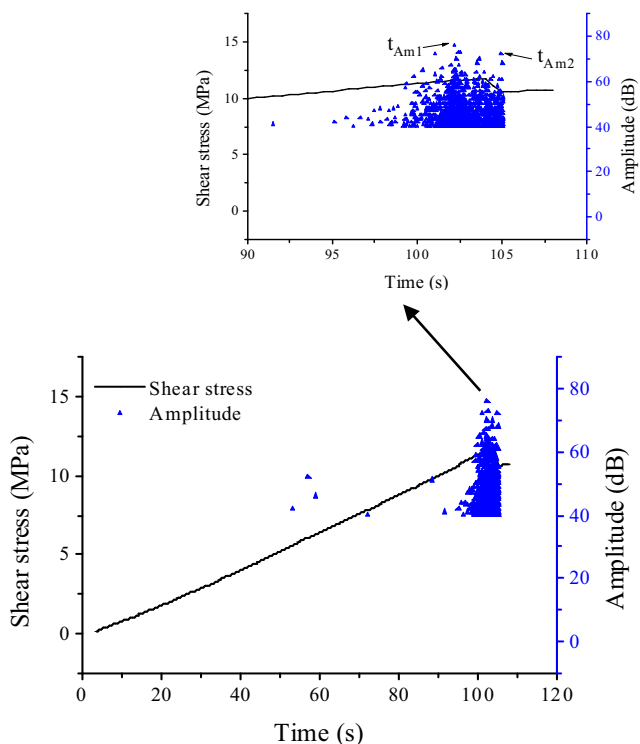 t_Am1
t_Am2
15
10
5
0
80
60
40
20
0
Shear stress (MPa)
Amplitude (dB)
90 95 100 105 110
Time (s)
Shear stress
Amplitude
15
10
5
0
80
60
40
20
0
Shear stress (MPa)
Amplitude (dB)
0 20 40 60 80 100 120
Time (s)